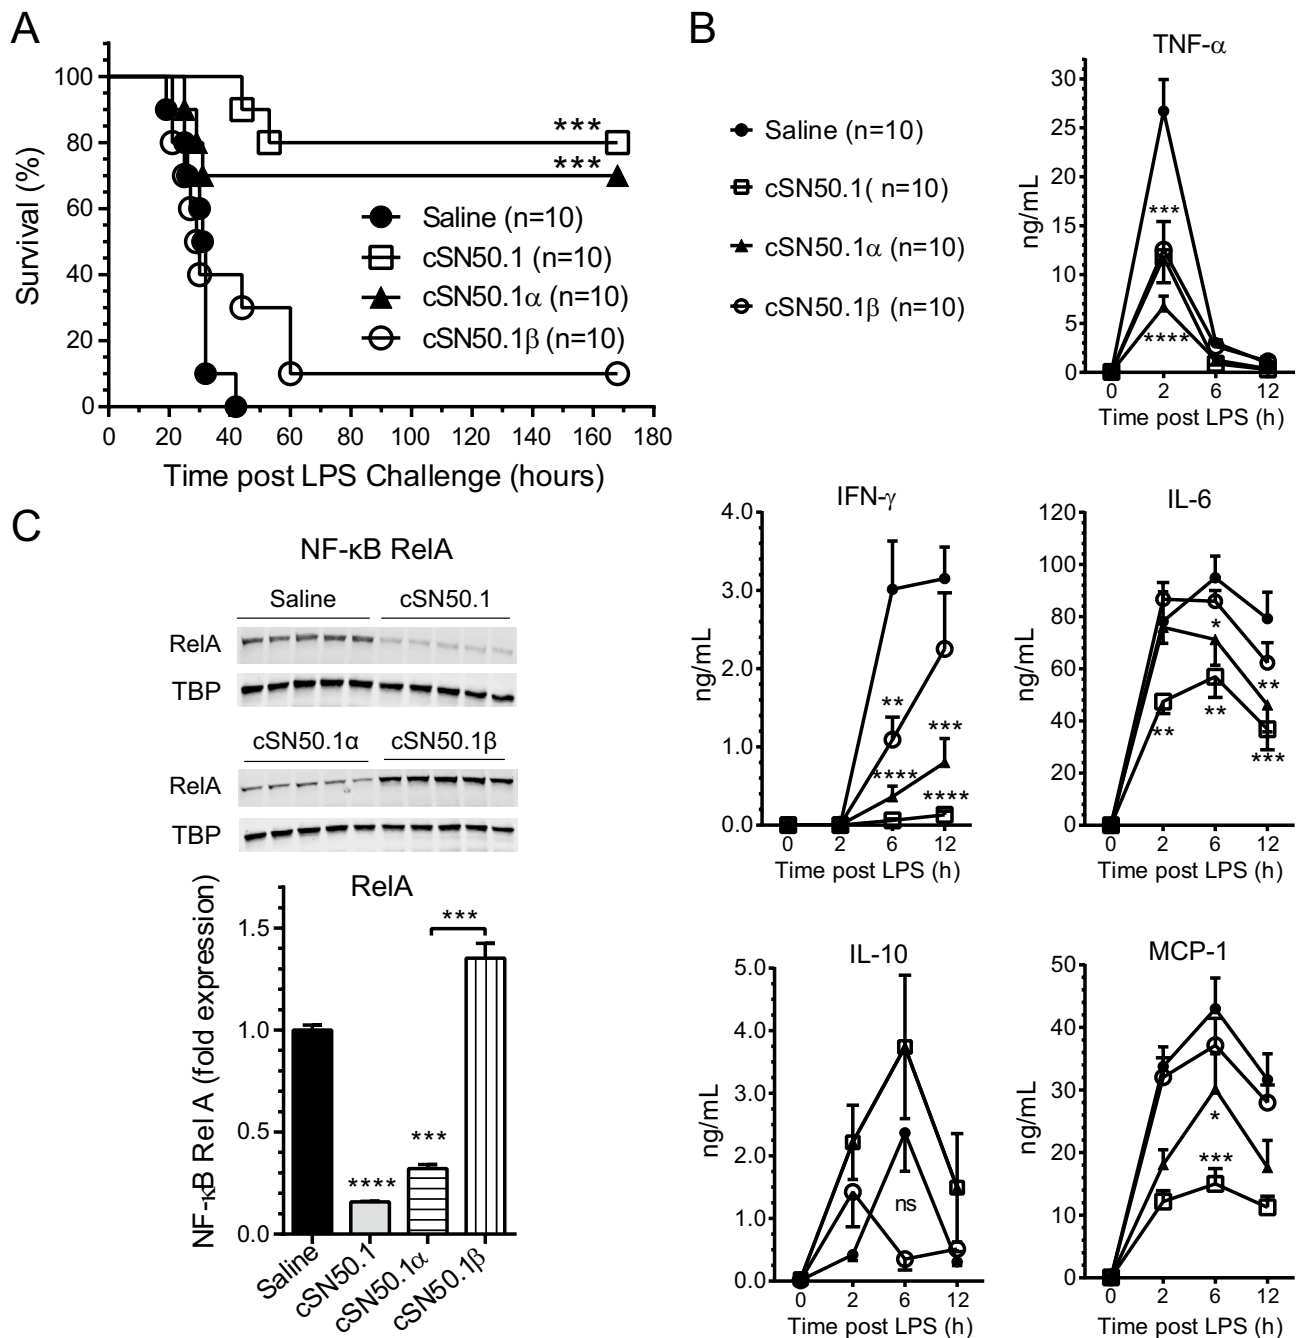 A
100
80
60
40
20
0
Survival (%)
***
***
Saline (n=10)
cSN50.1 (n=10)
cSN50.1α (n=10)
cSN50.1β (n=10)
0 20 40 60 80 100 120 140 160 180
Time post LPS Challenge (hours)
B
Saline (n=10)
cSN50.1( n=10)
cSN50.1α (n=10)
cSN50.1β (n=10)
TNF-α
30
25
20
15
10
5
0
ng/mL
***
****
0 2 6 12
Time post LPS (h)
IFN-γ
4.0
3.0
2.0
1.0
0.0
ng/mL
**
***
****
****
0 2 6 12
Time post LPS (h)
IL-6
120
100
80
60
40
20
0
ng/mL
*
**
**
**
***
0 2 6 12
Time post LPS (h)
IL-10
5.0
4.0
3.0
2.0
1.0
0.0
ng/mL
ns
0 2 6 12
Time post LPS (h)
MCP-1
50
40
30
20
10
0
ng/mL
*
***
0 2 6 12
Time post LPS (h)
C
NF-κB RelA
Saline cSN50.1
RelA
TBP
cSN50.1α cSN50.1β
RelA
TBP
RelA
NF-κB Rel A (fold expression)
1.5
1.0
0.5
0.0
****
***
***
Saline
cSN50.1
cSN50.1α
cSN50.1β